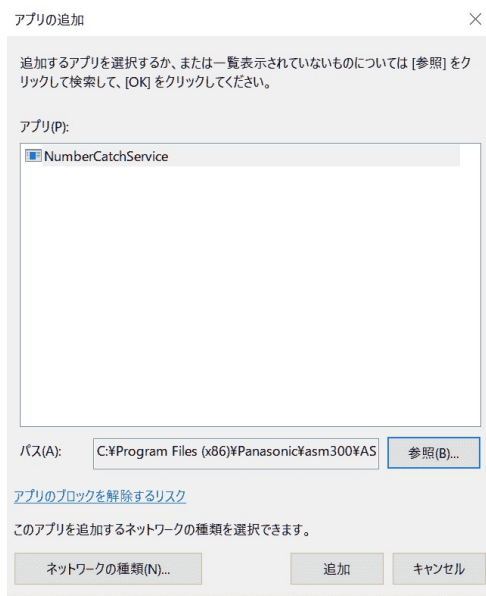 アプリの追加
追加するアプリを選択するか、または一覧表示されていないものについては [参照] をク
リックして検索して、[OK] をクリックしてください。
アプリ(P):
NumberCatchService
パス(A):
C:¥Program Files (x86)¥Panasonic¥asm300¥AS
参照(B)...
アプリのブロックを解除するリスク
このアプリを追加するネットワークの種類を選択できます。
ネットワークの種類(N)...
追加
キャンセル